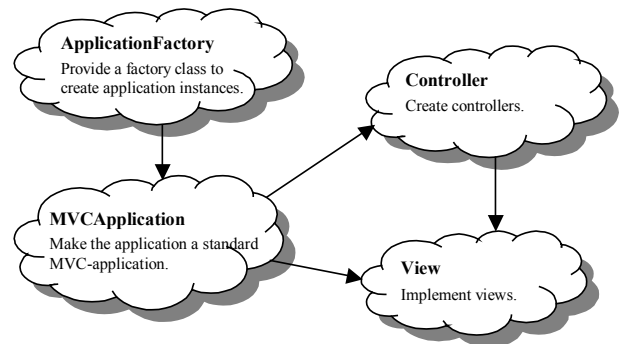 ApplicationFactory
Provide a factory class to
create application instances.
Controller
Create controllers.
MVCApplication
Make the application a standard
MVC-application.
View
Implement views.